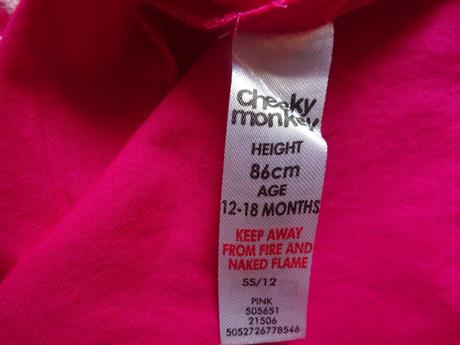 cheeky
monkey
HEIGHT
86cm
AGE
12-18 MONTHS
KEEP AWAY
FROM FIRE AND
NAKED FLAME
SS/12
PINK
505651
21506
5052726778546